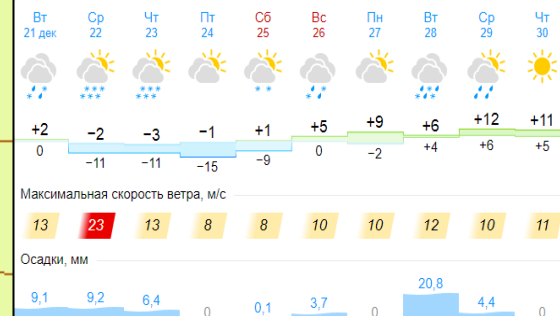 Вт Ср Чт Пт Сб Вс Пн Вт Ср Чт
21 дек 22 23 24 25 26 27 28 29 30
+2 −2 −3 −1 +1 +5 +9 +6 +12 +11
0 −11 −11 −15 −9 0 −2 +4 +6 +5
Максимальная скорость ветра, м/с
13 23 13 8 8 10 10 12 10 11
Осадки, мм
9,1 9,2 6,4 0 0,1 3,7 0 20,8 4,4 0